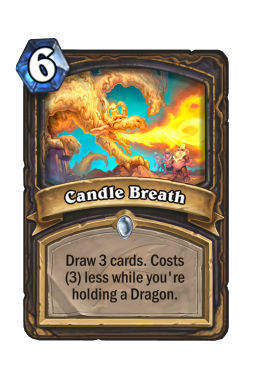 6
Candle Breath
Draw 3 cards. Costs
(3) less while you're
holding a Dragon.